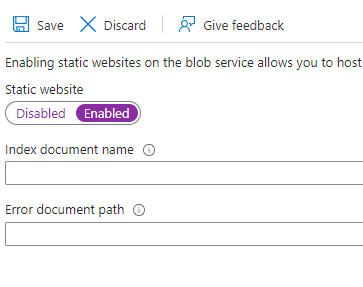 Save Discard Give feedback
Enabling static websites on the blob service allows you to host
Static website
Disabled Enabled
Index document name
Error document path